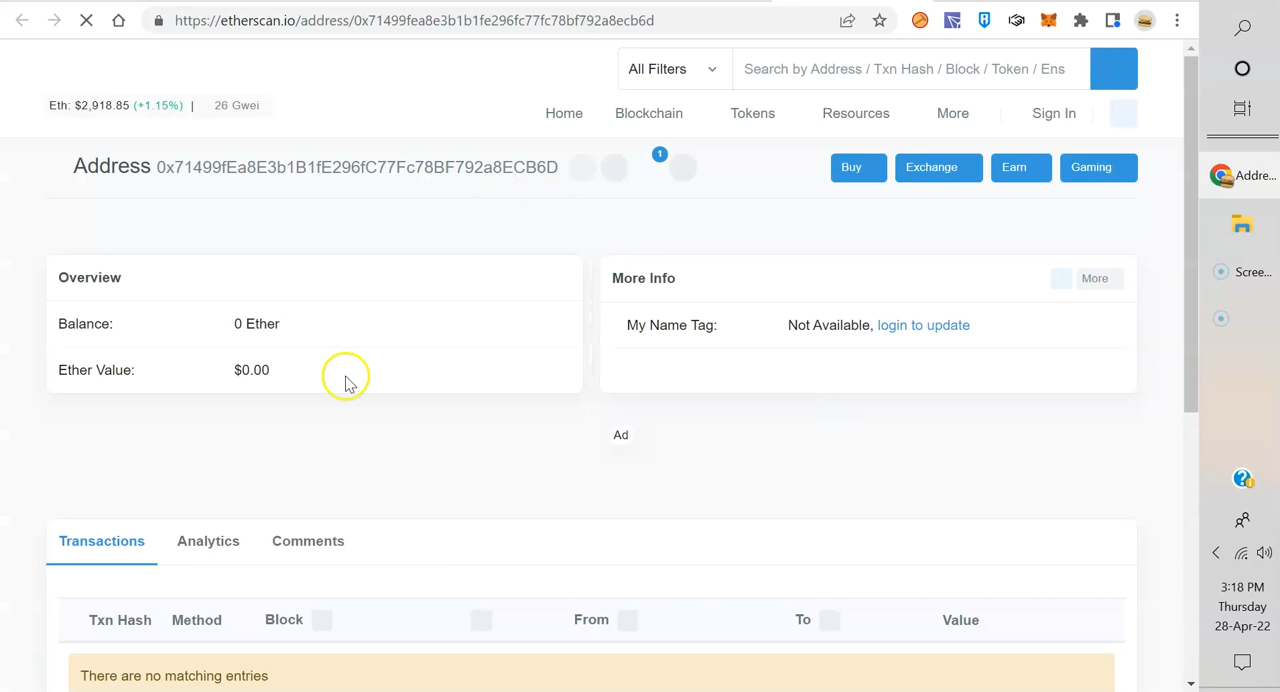 https://etherscan.io/address/0x71499fea8e3b1b1fe296fc77fc78bf792a8ecb6d
All Filters
Search by Address / Txn Hash / Block / Token / Ens
Eth: $2,918.85 (+1.15%) | 26 Gwei
Home Blockchain Tokens Resources More Sign In
Address 0x71499fEa8E3b1B1fE296fC77Fc78BF792a8ECB6D
1
Buy Exchange Earn Gaming
Overview
Balance: 0 Ether
Ether Value: $0.00
More Info
More
My Name Tag: Not Available, login to update
Ad
Transactions Analytics Comments
Txn Hash Method Block From To Value
There are no matching entries
Addre...
Scree...
3:18 PM
Thursday
28-Apr-22